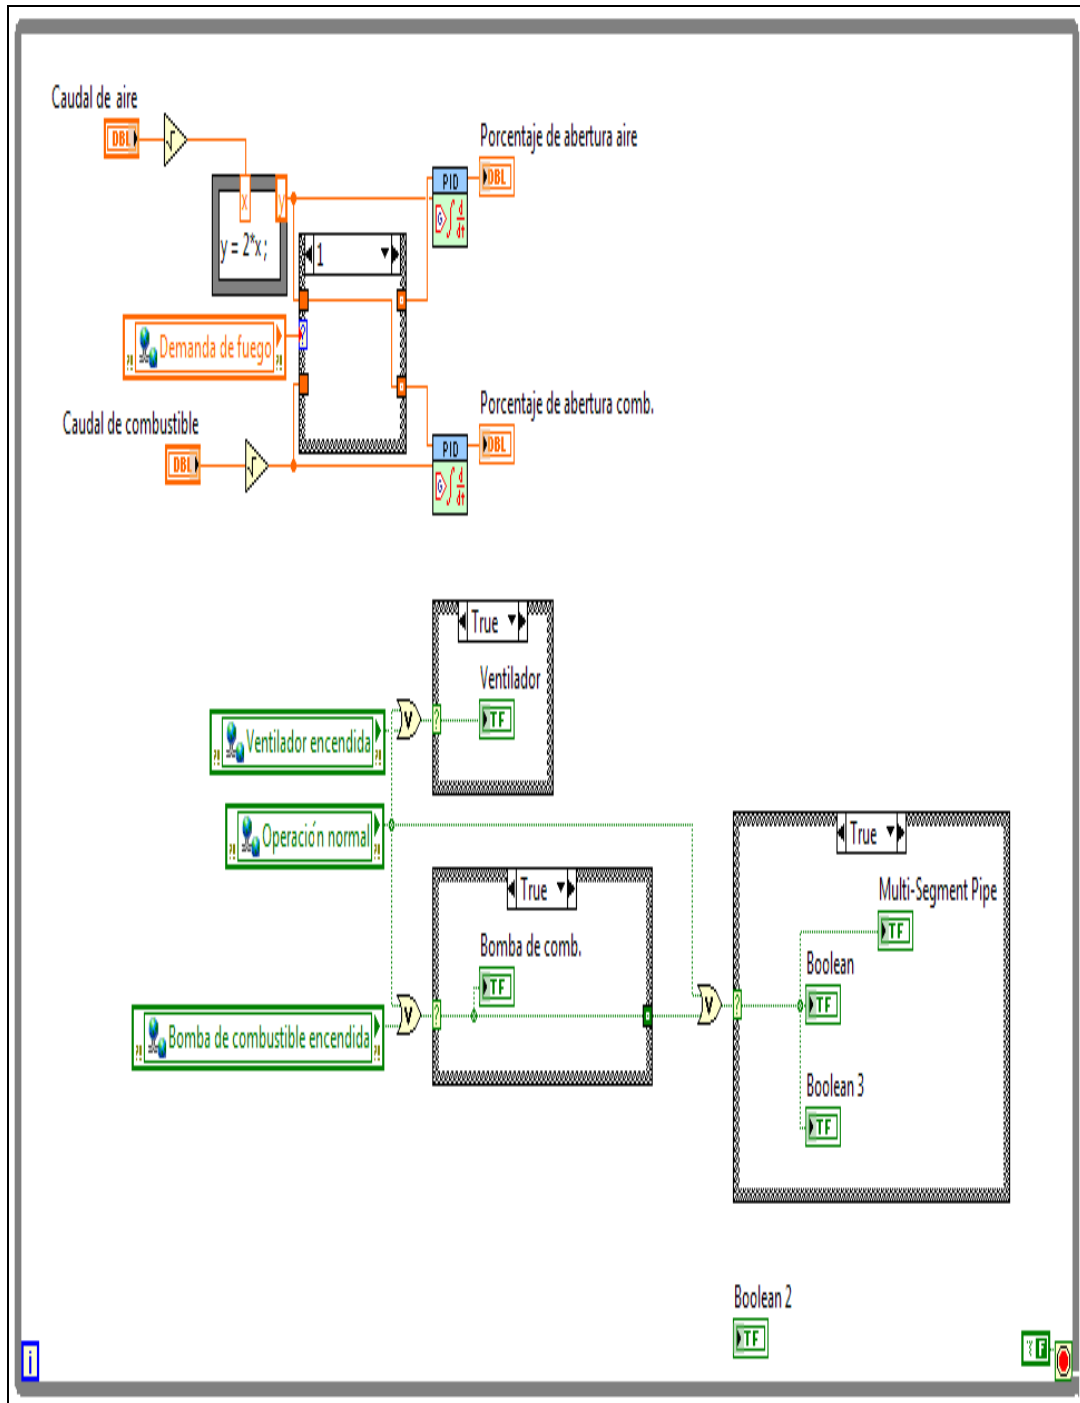 Caudal de aire
DBL
√
x
y
y = 2*x;
1
Porcentaje de abertura aire
PID
DBL
G∫ d/dt
?
Demanda de fuego
Caudal de combustible
DBL
√
Porcentaje de abertura comb.
PID
DBL
G∫ d/dt
True
Ventilador
V
?
TF
Ventilador encendida
Operación normal
True
Bomba de comb.
TF
V
?
Bomba de combustible encendida
True
Multi-Segment Pipe
TF
Boolean
V
?
TF
Boolean 3
TF
Boolean 2
TF
i
F